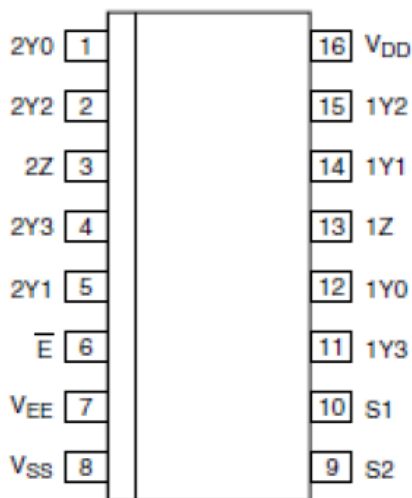 2Y0 1 16 VDD
2Y2 2 15 1Y2
2Z 3 14 1Y1
2Y3 4 13 1Z
2Y1 5 12 1Y0
E̅ 6 11 1Y3
VEE 7 10 S1
VSS 8 9 S2